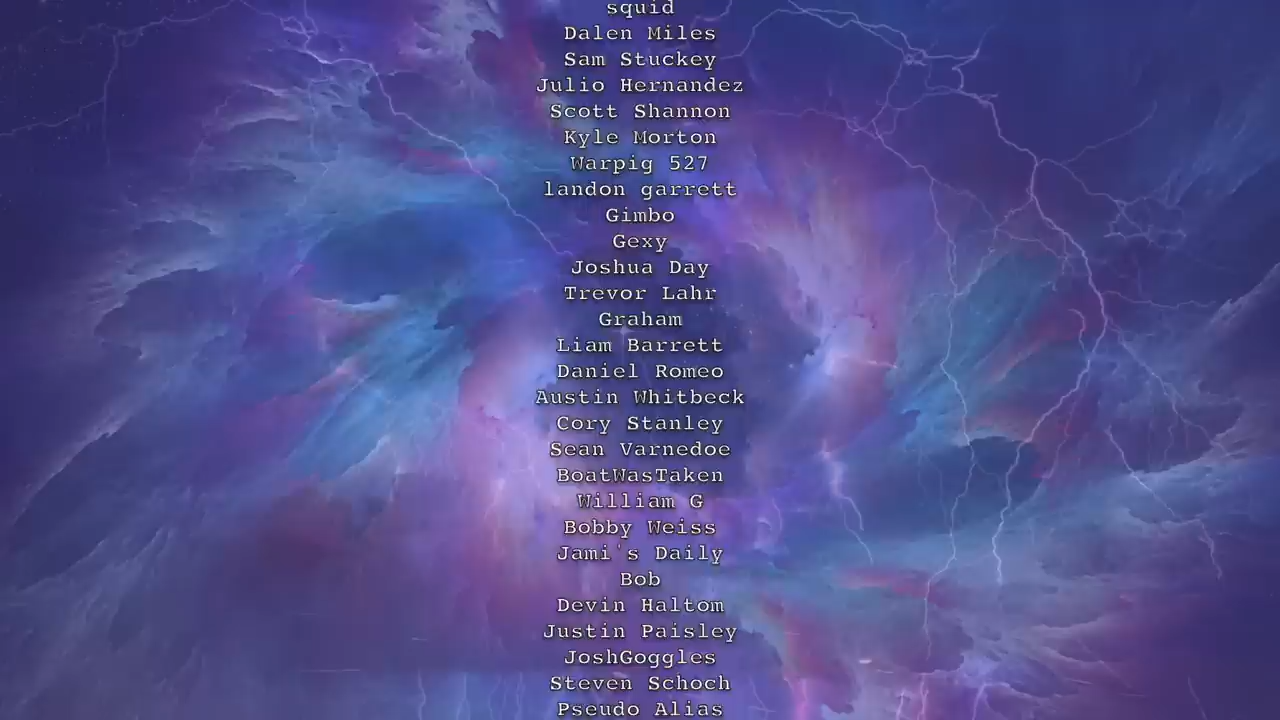 squid
Dalen Miles
Sam Stuckey
Julio Hernandez
Scott Shannon
Kyle Morton
Warpig 527
landon garrett
Gimbo
Gexy
Joshua Day
Trevor Lahr
Graham
Liam Barrett
Daniel Romeo
Austin Whitbeck
Cory Stanley
Sean Varnedoe
BoatWasTaken
William G
Bobby Weiss
Jami's Daily
Bob
Devin Haltom
Justin Paisley
JoshGoggles
Steven Schoch
Pseudo Alias